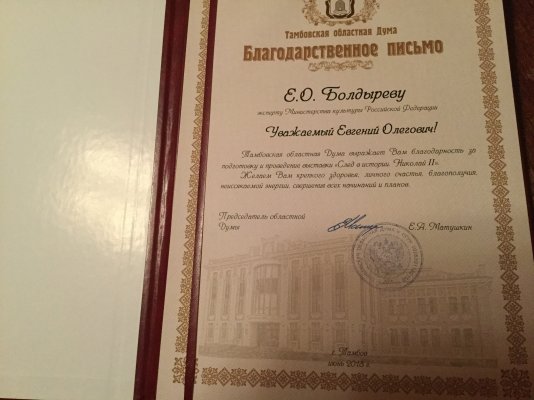 Тамбовская областная Дума
Благодарственное письмо
Е.О. Болдыреву
эксперту Министерства культуры Российской Федерации
Уважаемый Евгений Олегович!
Тамбовская областная Дума выражает Вам благодарность за
подготовку и проведение выставки «След в истории. Николай II».
Желаем Вам крепкого здоровья, личного счастья, благополучия,
неиссякаемой энергии, свершения всех начинаний и планов.
Председатель областной
Думы
Е.А. Матушкин
г. Тамбов
июнь 2018 г.